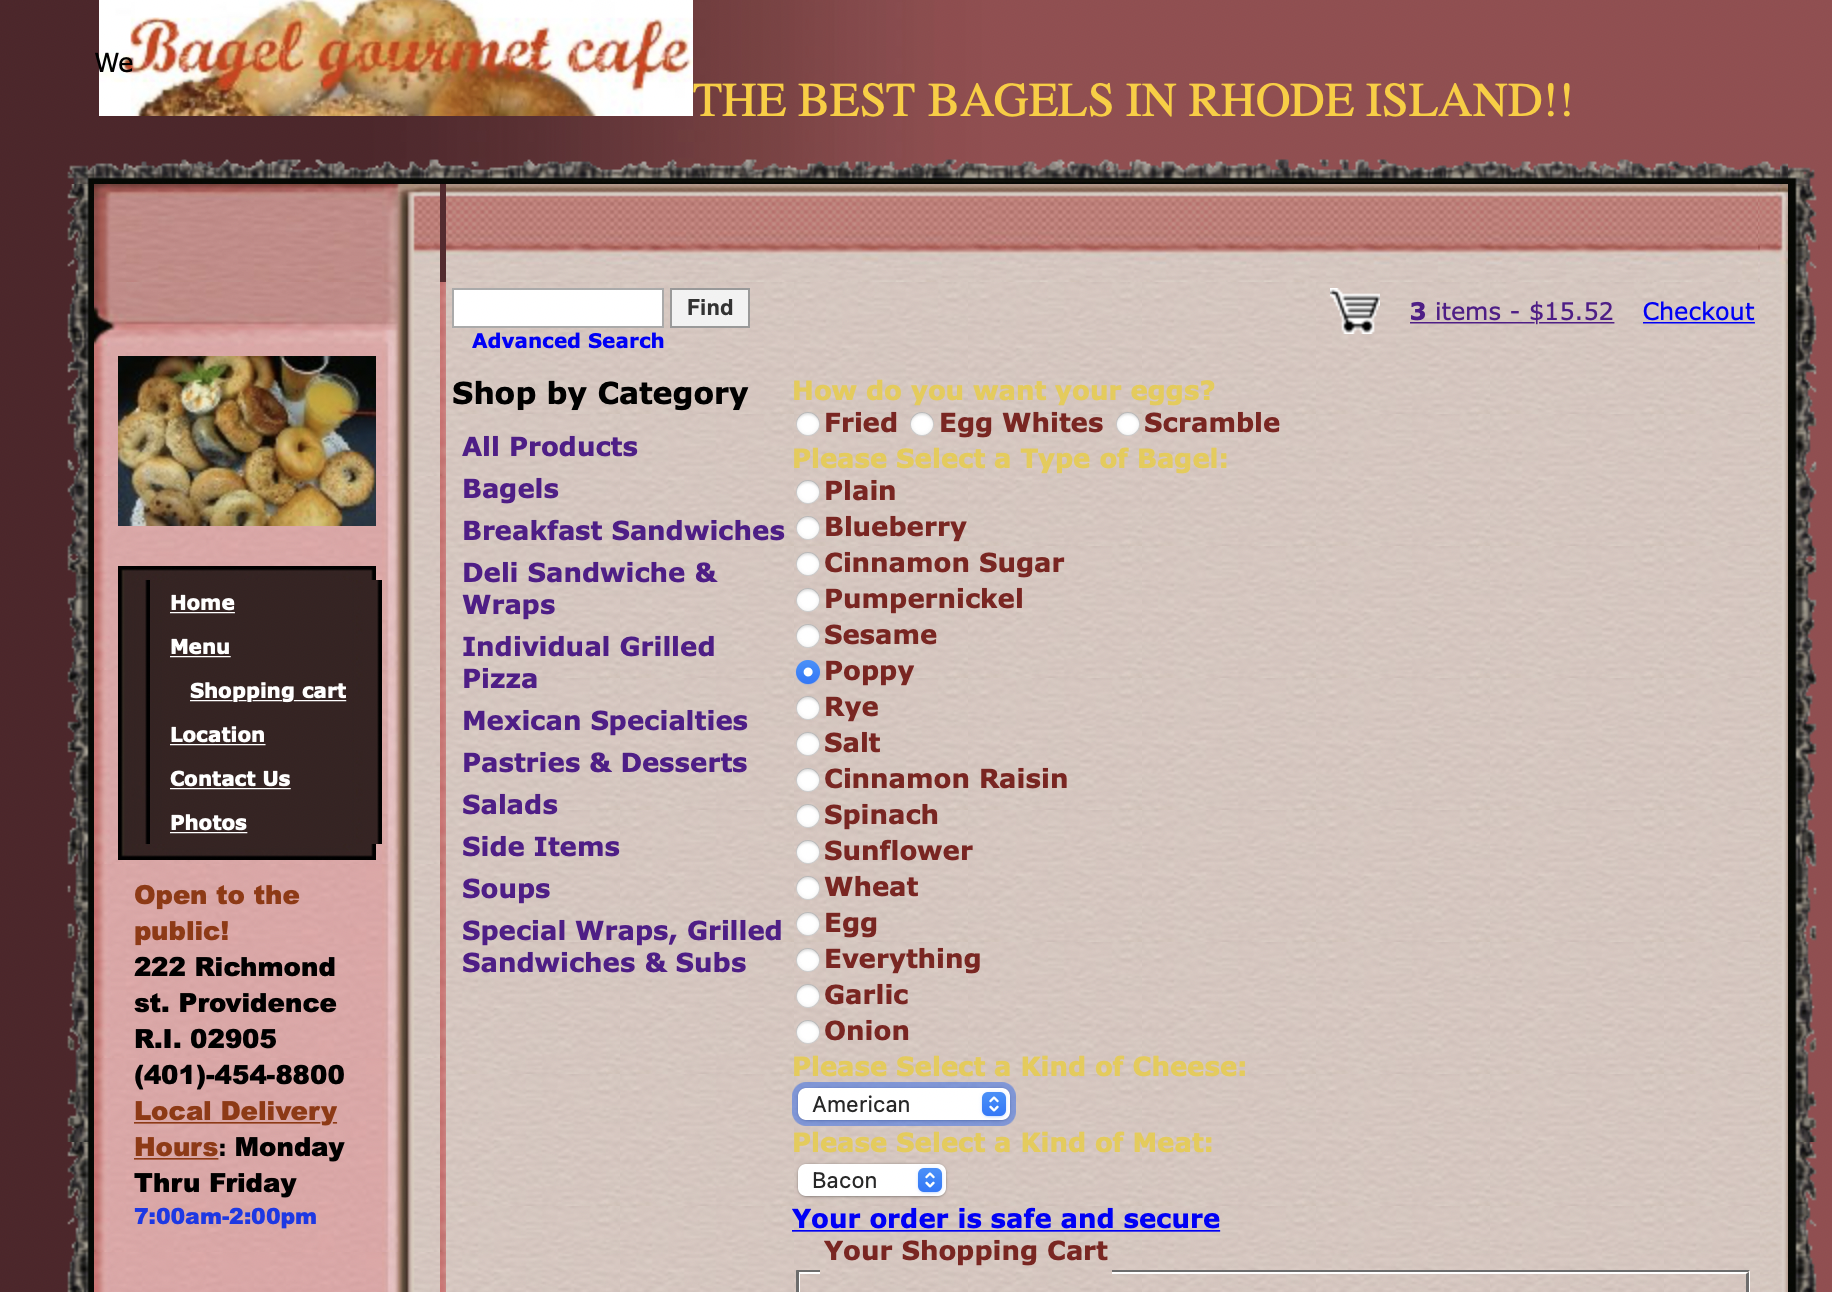 We
Bagel gourmet cafe
THE BEST BAGELS IN RHODE ISLAND!!
Find
3 items - $15.52
Checkout
Advanced Search
Shop by Category
All Products
Bagels
Breakfast Sandwiches
Deli Sandwiche &
Wraps
Individual Grilled
Pizza
Mexican Specialties
Pastries & Desserts
Salads
Side Items
Soups
Special Wraps, Grilled
Sandwiches & Subs
How do you want your eggs?
Fried Egg Whites Scramble
Please Select a Type of Bagel:
Plain
Blueberry
Cinnamon Sugar
Pumpernickel
Sesame
Poppy
Rye
Salt
Cinnamon Raisin
Spinach
Sunflower
Wheat
Egg
Everything
Garlic
Onion
Please Select a Kind of Cheese:
American
Please Select a Kind of Meat:
Bacon
Your order is safe and secure
Your Shopping Cart
Home
Menu
Shopping cart
Location
Contact Us
Photos
Open to the
public!
222 Richmond
st. Providence
R.I. 02905
(401)-454-8800
Local Delivery
Hours: Monday
Thru Friday
7:00am-2:00pm